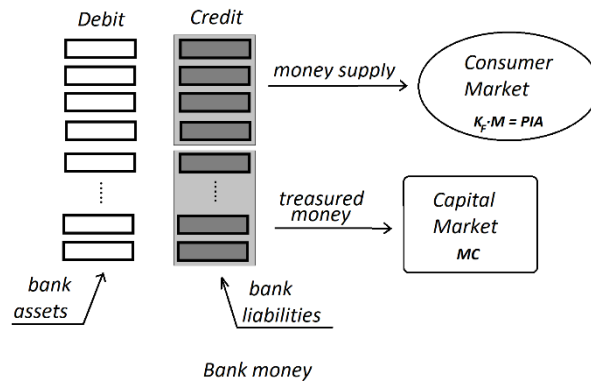 Debit
Credit
money supply
Consumer
Market
K_F·M = PIA
treasured
money
Capital
Market
MC
bank
assets
bank
liabilities
Bank money